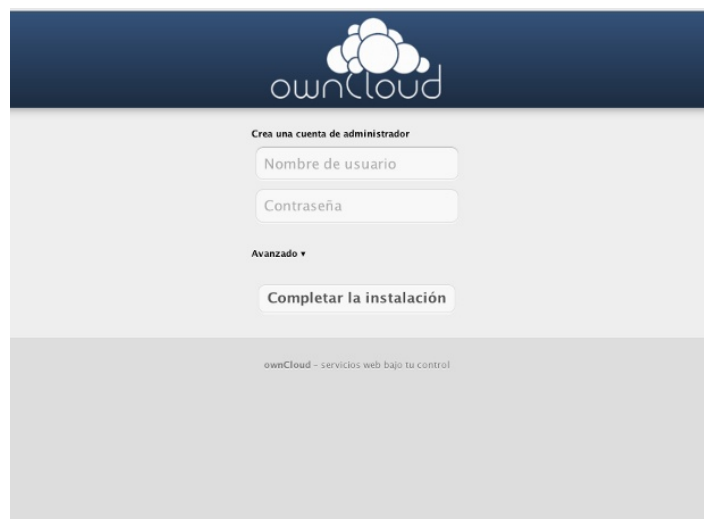 ownCloud
Crea una cuenta de administrador
Nombre de usuario
Contraseña
Avanzado ▾
Completar la instalación
ownCloud – servicios web bajo tu control